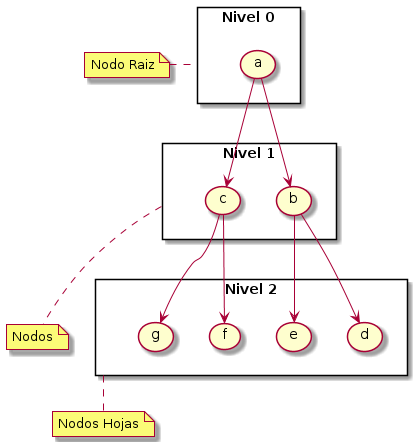 Nivel 0
Nodo Raiz
a
Nivel 1
c
b
Nivel 2
Nodos
g
f
e
d
Nodos Hojas